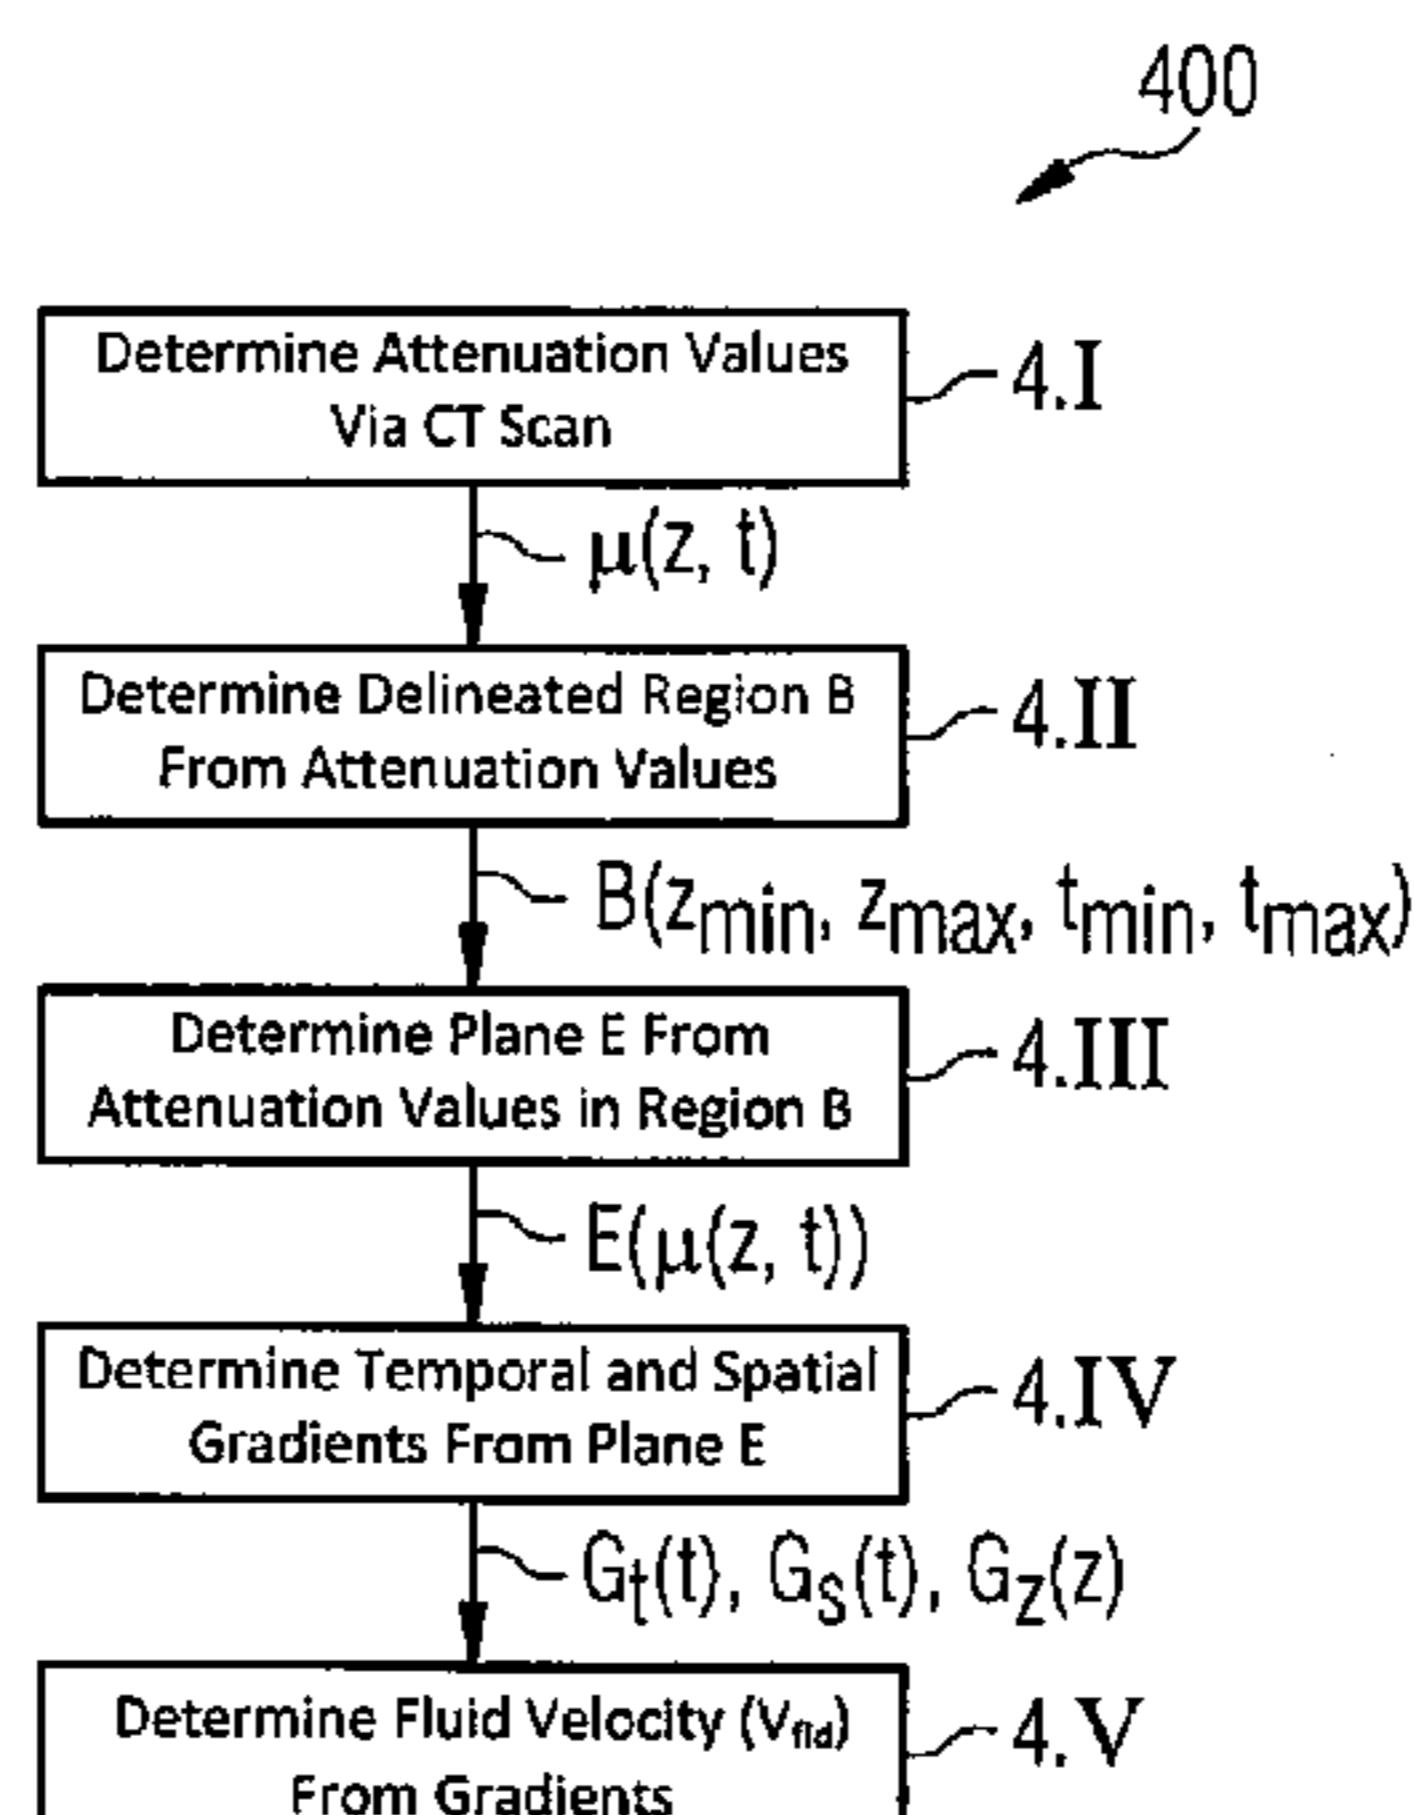 400
Determine Attenuation Values
Via CT Scan
4.I
μ(z, t)
Determine Delineated Region B
From Attenuation Values
4.II
B(zmin, zmax, tmin, tmax)
Determine Plane E From
Attenuation Values in Region B
4.III
E(μ(z, t))
Determine Temporal and Spatial
Gradients From Plane E
4.IV
Gt(t), Gs(t), Gz(z)
Determine Fluid Velocity (Vfld)
From Gradients
4.V